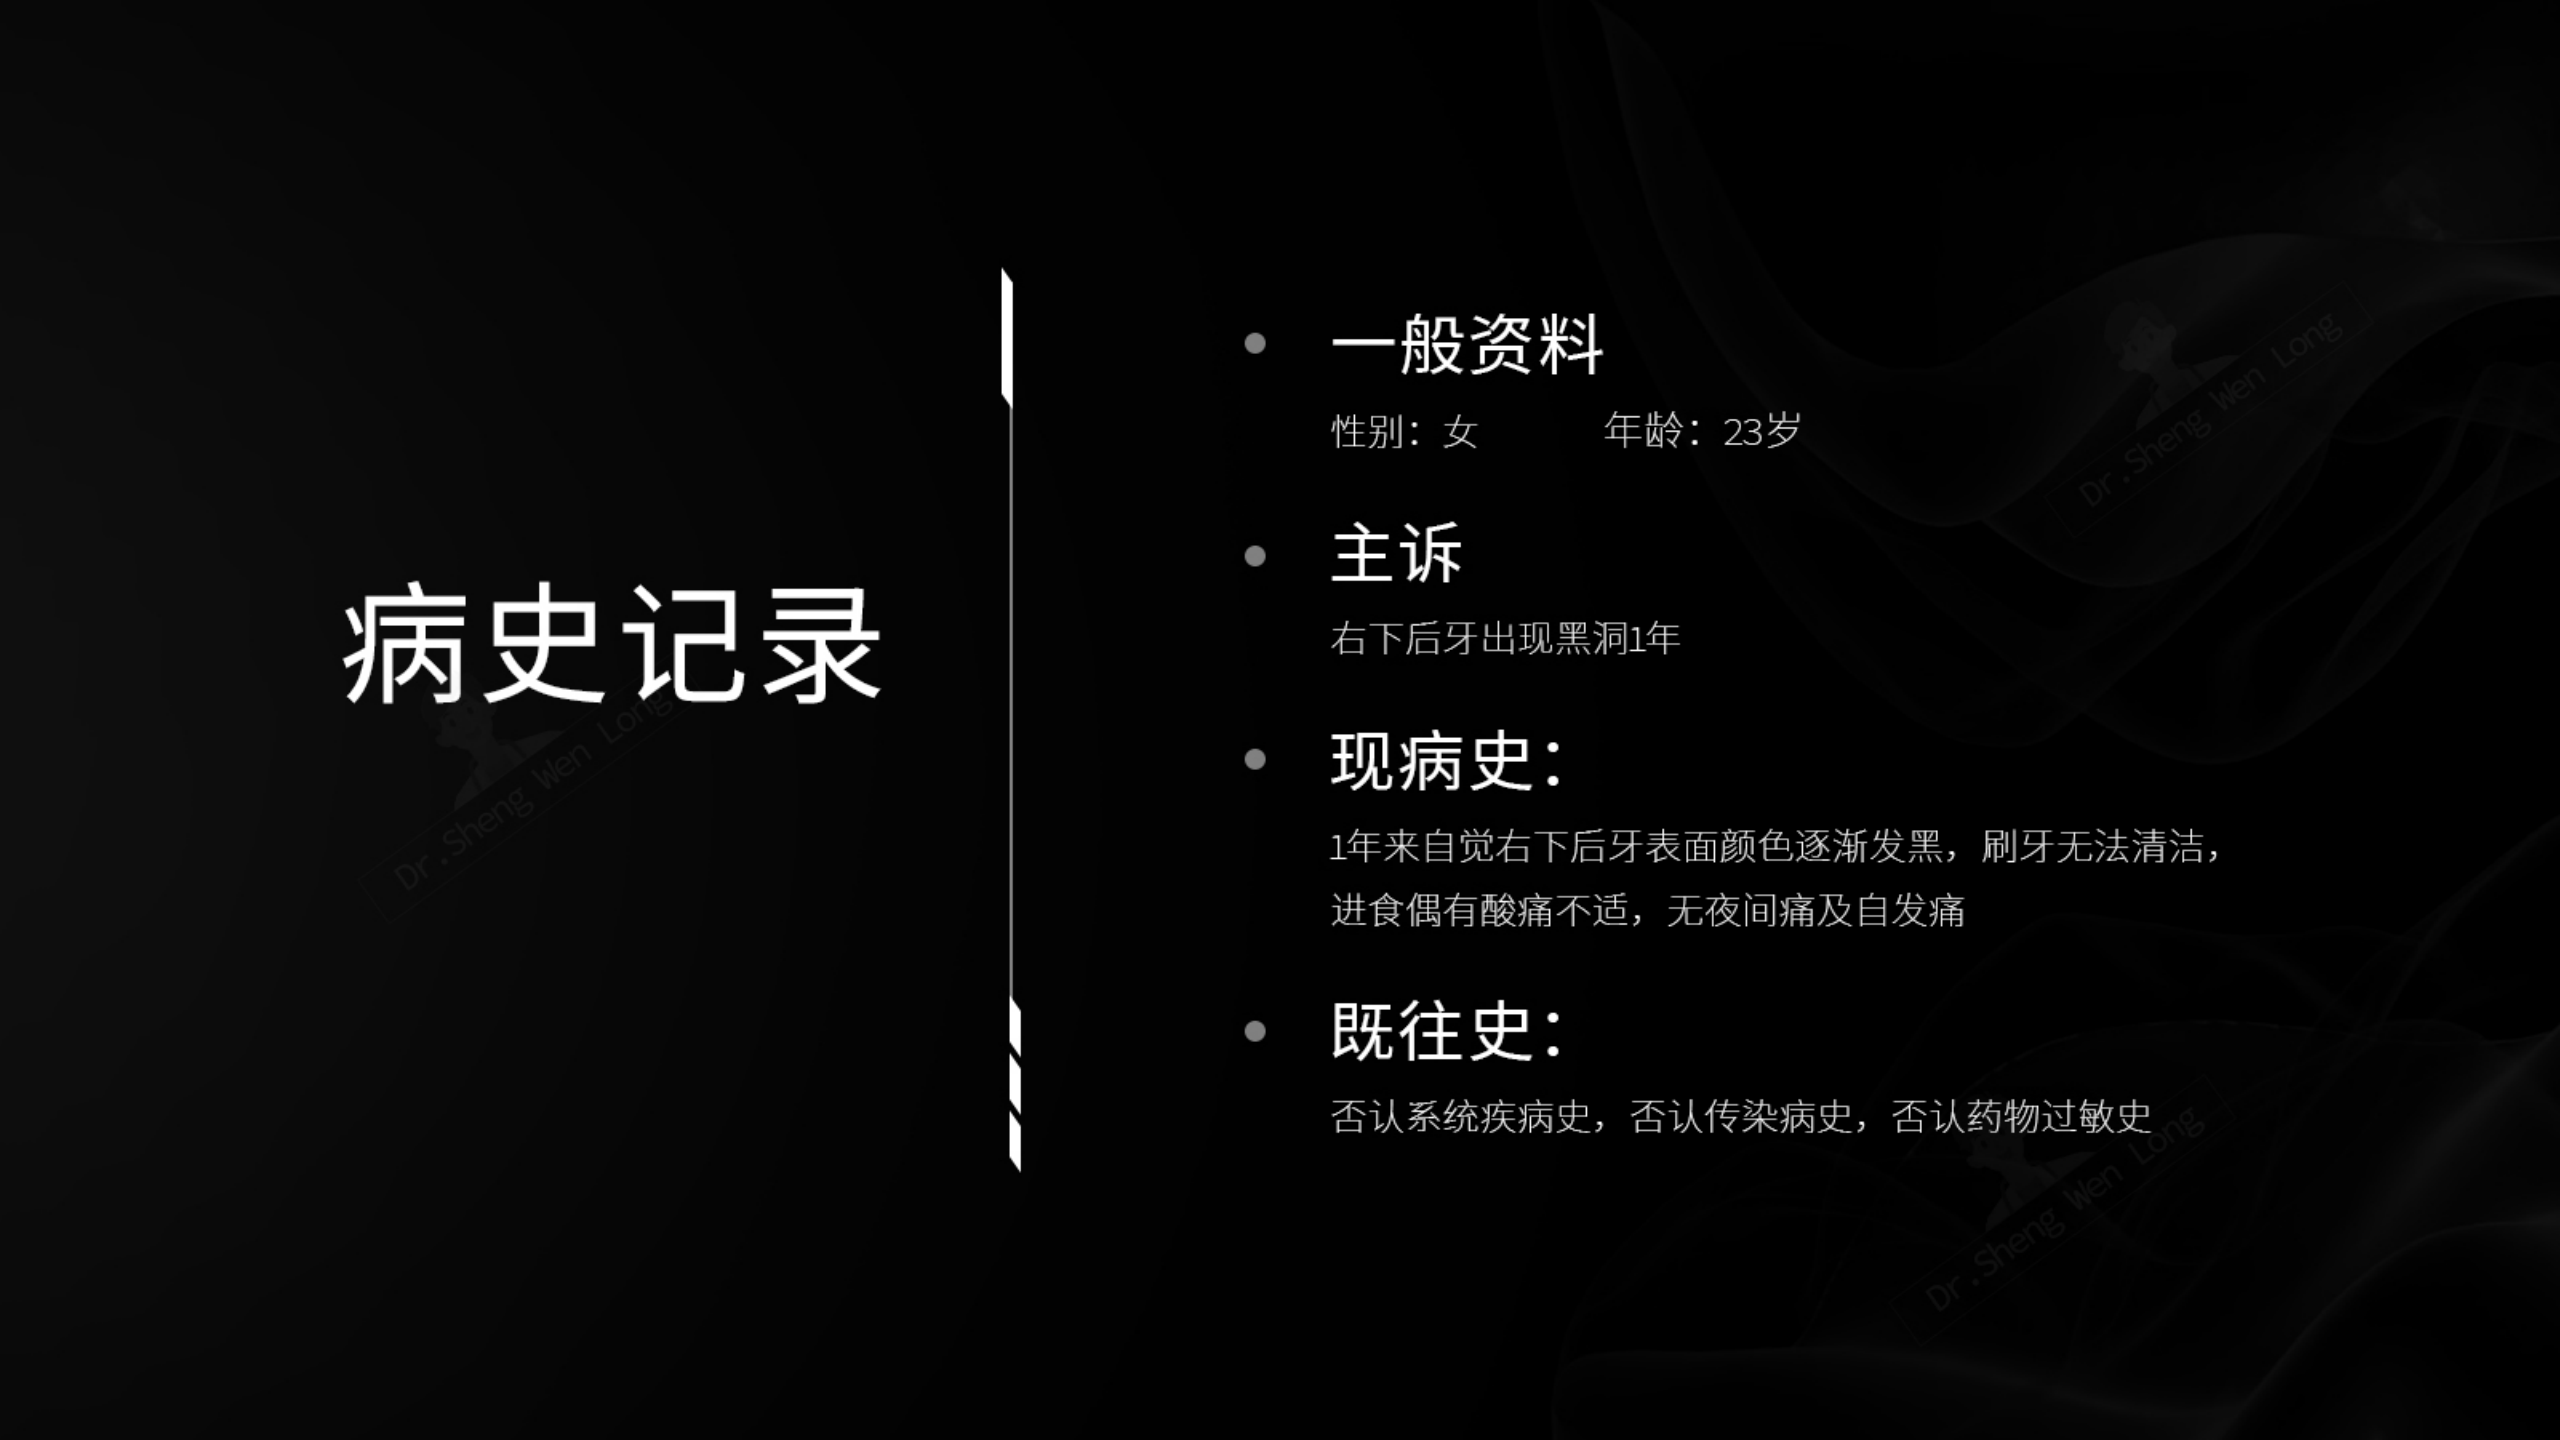 病史记录
一般资料
性别：女 年龄：23岁
主诉
右下后牙出现黑洞1年
现病史：
1年来自觉右下后牙表面颜色逐渐发黑，刷牙无法清洁，
进食偶有酸痛不适，无夜间痛及自发痛
既往史：
否认系统疾病史，否认传染病史，否认药物过敏史
Dr.Sheng Wen Long
Dr.Sheng Wen Long
Dr.Sheng Wen Long